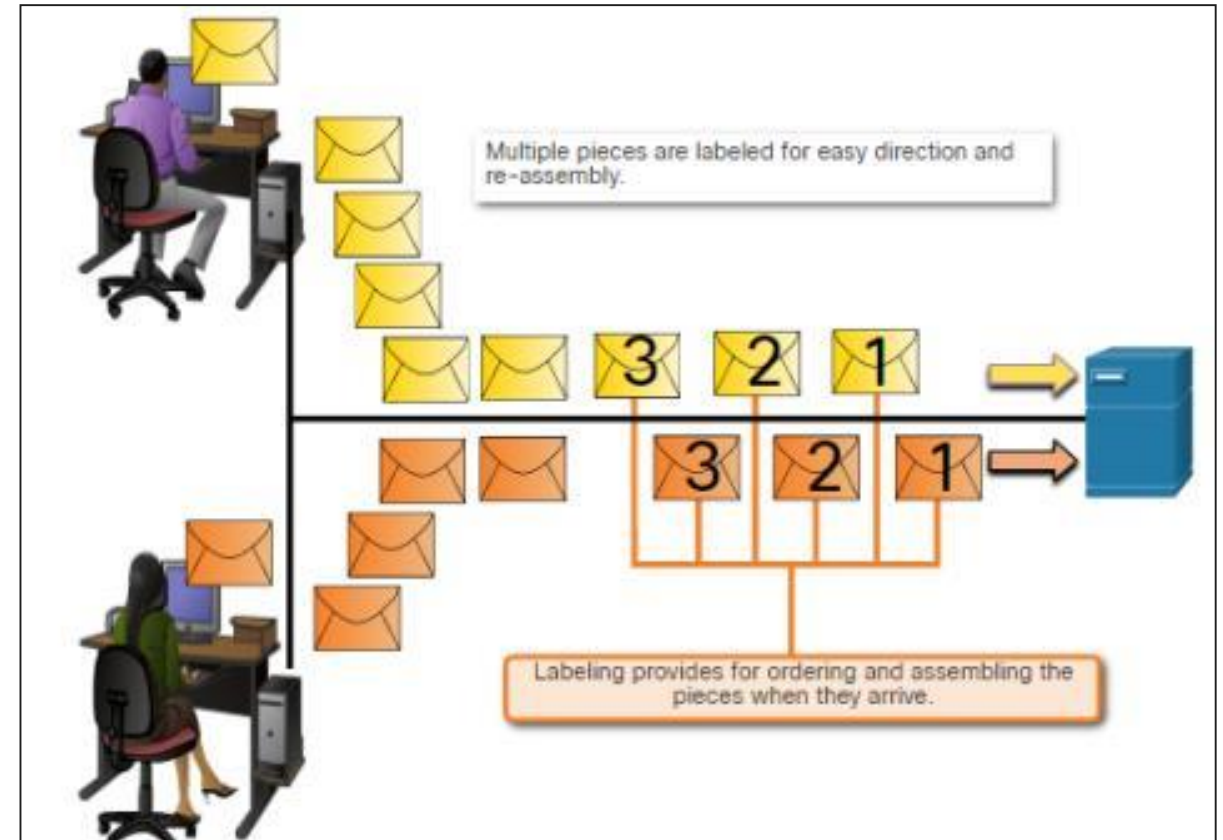 Multiple pieces are labeled for easy direction and
re-assembly.
3 2 1
3 2 1
Labeling provides for ordering and assembling the
pieces when they arrive.